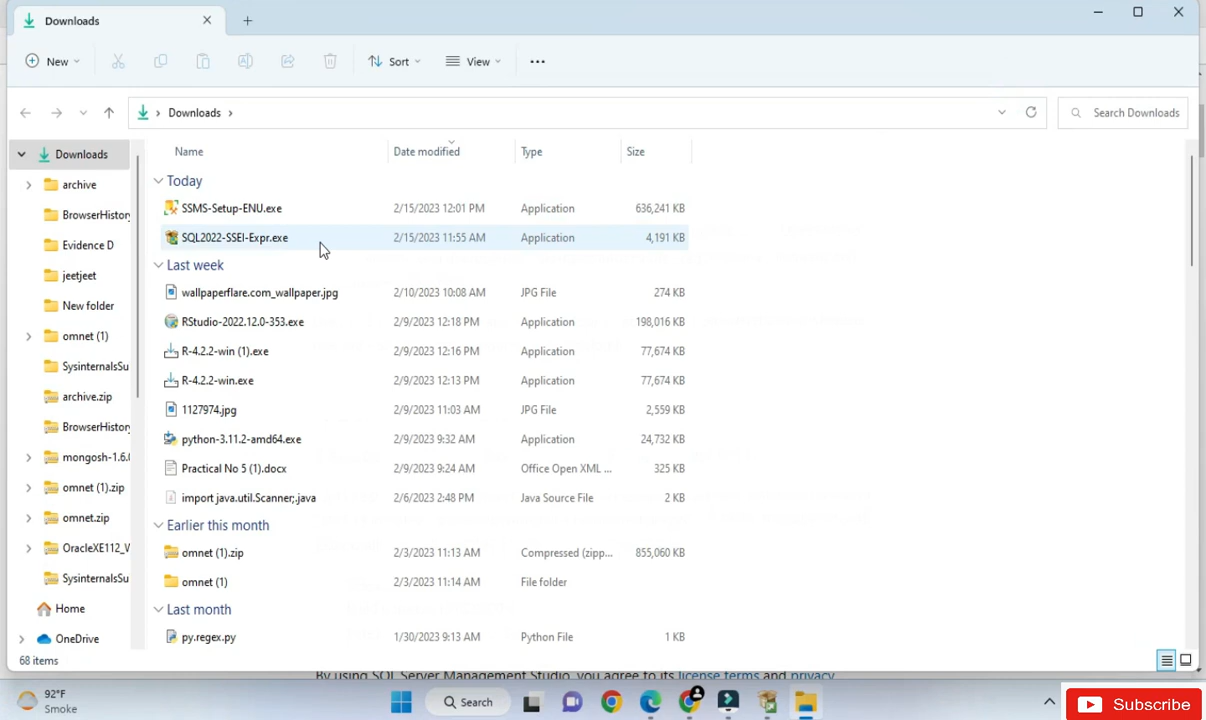 Downloads
New
Sort
View
Downloads
Search Downloads
Downloads
archive
BrowserHistory
Evidence D
jeetjeet
New folder
omnet (1)
SysinternalsSu
archive.zip
BrowserHistory
mongosh-1.6.0
omnet (1).zip
omnet.zip
OracleXE112_W
SysinternalsSu
Home
OneDrive
Name Date modified Type Size
Today
SSMS-Setup-ENU.exe 2/15/2023 12:01 PM Application 636,241 KB
SQL2022-SSEI-Expr.exe 2/15/2023 11:55 AM Application 4,191 KB
Last week
wallpaperflare.com_wallpaper.jpg 2/10/2023 10:08 AM JPG File 274 KB
RStudio-2022.12.0-353.exe 2/9/2023 12:18 PM Application 198,016 KB
R-4.2.2-win (1).exe 2/9/2023 12:16 PM Application 77,674 KB
R-4.2.2-win.exe 2/9/2023 12:13 PM Application 77,674 KB
1127974.jpg 2/9/2023 11:03 AM JPG File 2,559 KB
python-3.11.2-amd64.exe 2/9/2023 9:32 AM Application 24,732 KB
Practical No 5 (1).docx 2/9/2023 9:24 AM Office Open XML ... 325 KB
import java.util.Scanner;.java 2/6/2023 2:48 PM Java Source File 2 KB
Earlier this month
omnet (1).zip 2/3/2023 11:13 AM Compressed (zipp... 855,060 KB
omnet (1) 2/3/2023 11:14 AM File folder
Last month
py.regex.py 1/30/2023 9:13 AM Python File 1 KB
68 items
By using SQL Server Management Studio, you agree to its license terms and privacy
92°F
Smoke
Search
Subscribe